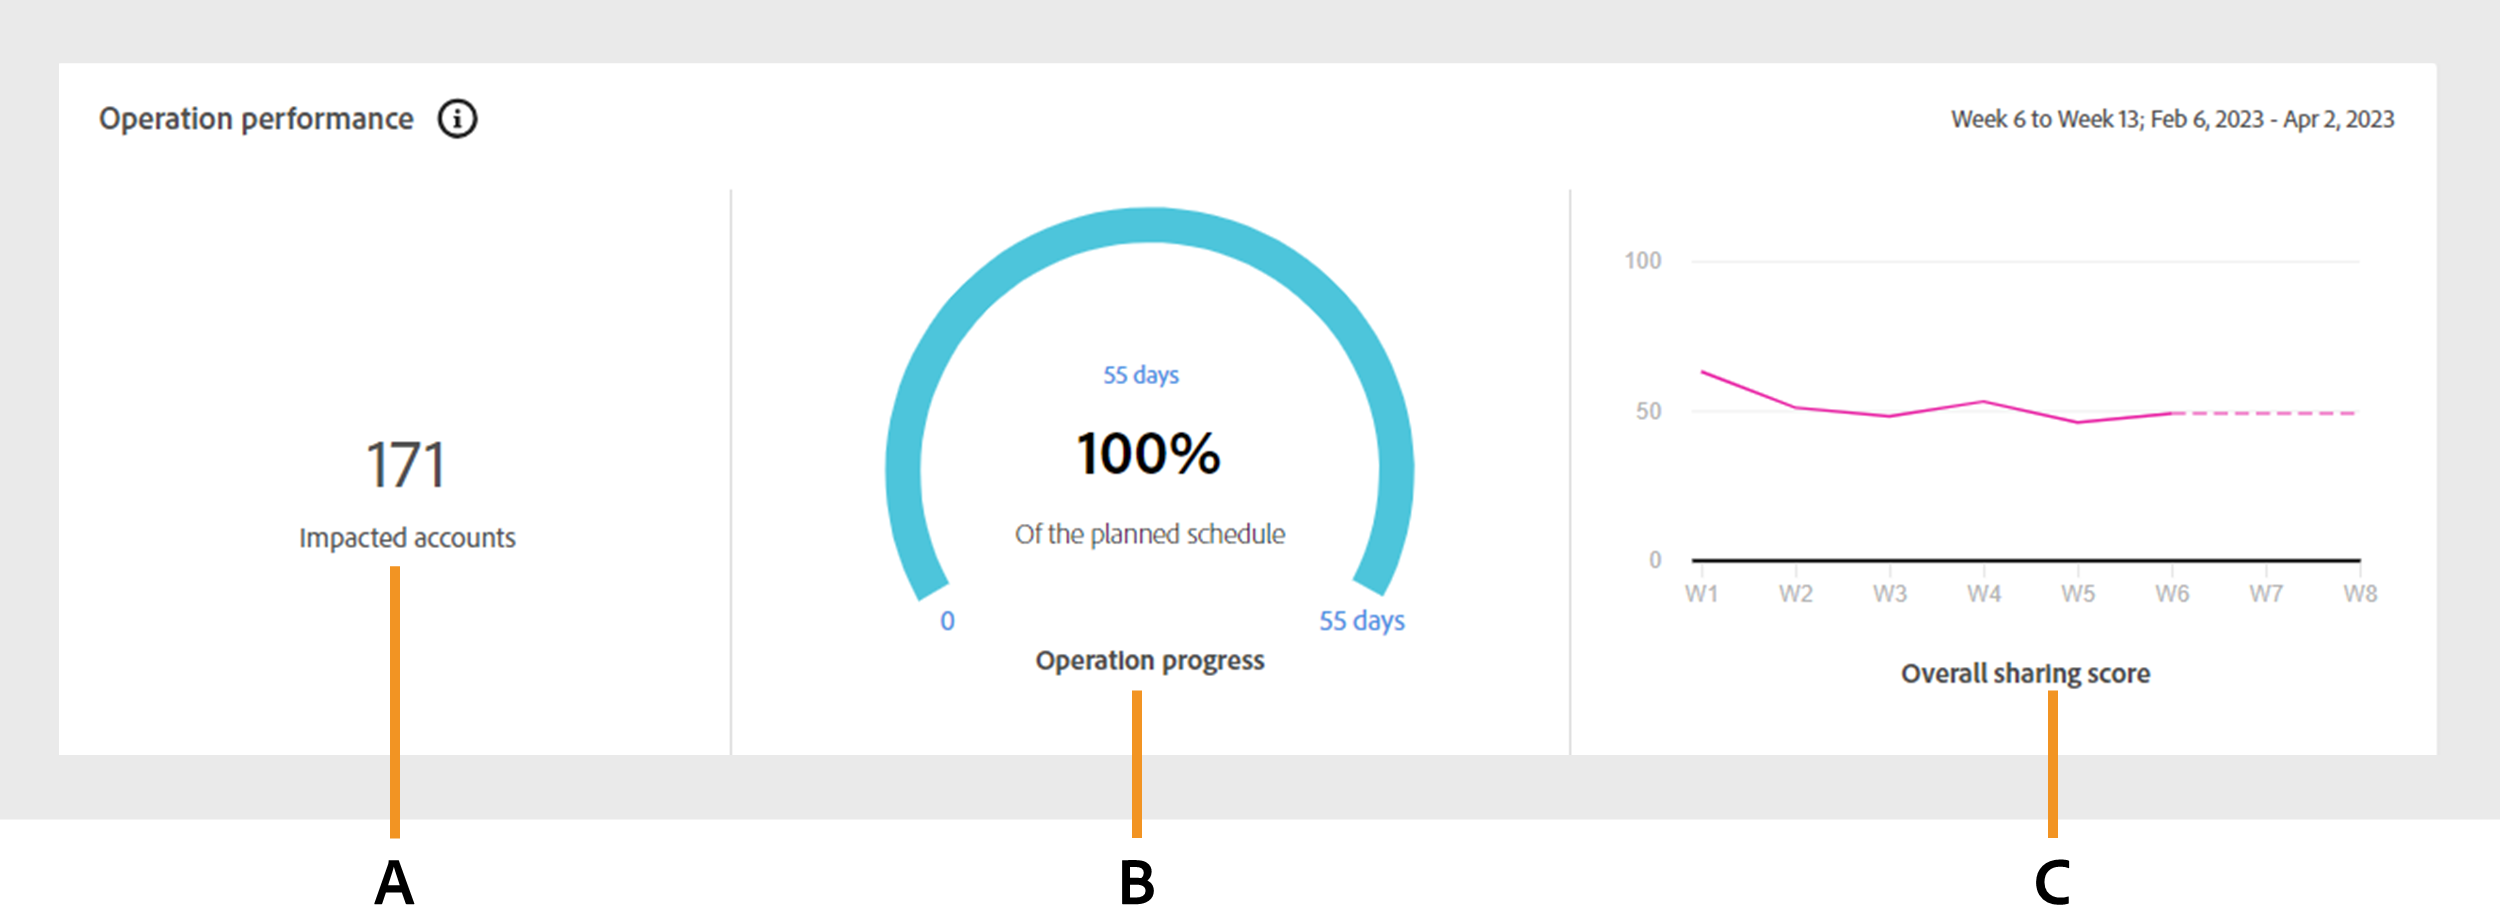 Operation performance
Week 6 to Week 13; Feb 6, 2023 - Apr 2, 2023
171
Impacted accounts
55 days
100%
Of the planned schedule
0
55 days
Operation progress
100
50
0
W1 W2 W3 W4 W5 W6 W7 W8
Overall sharing score
A
B
C